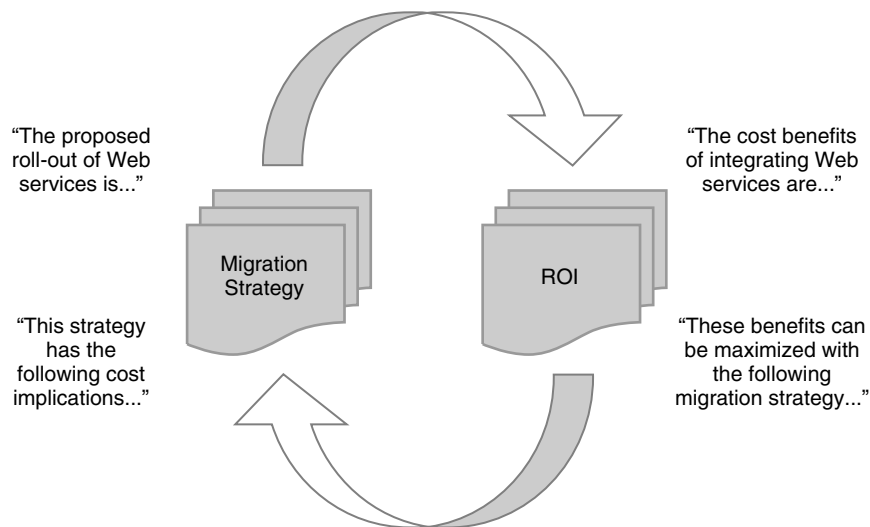 “The proposed
roll-out of Web
services is...”
“The cost benefits
of integrating Web
services are...”
Migration
Strategy
ROI
“This strategy
has the
following cost
implications...”
“These benefits can
be maximized with
the following
migration strategy...”